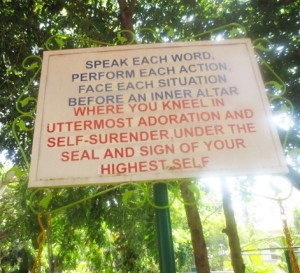 SPEAK EACH WORD,
PERFORM EACH ACTION,
FACE EACH SITUATION
BEFORE AN INNER ALTAR
WHERE YOU KNEEL IN
UTTERMOST ADORATION AND
SELF-SURENDER,UNDER THE
SEAL AND SIGN OF YOUR
HIGHEST SELF